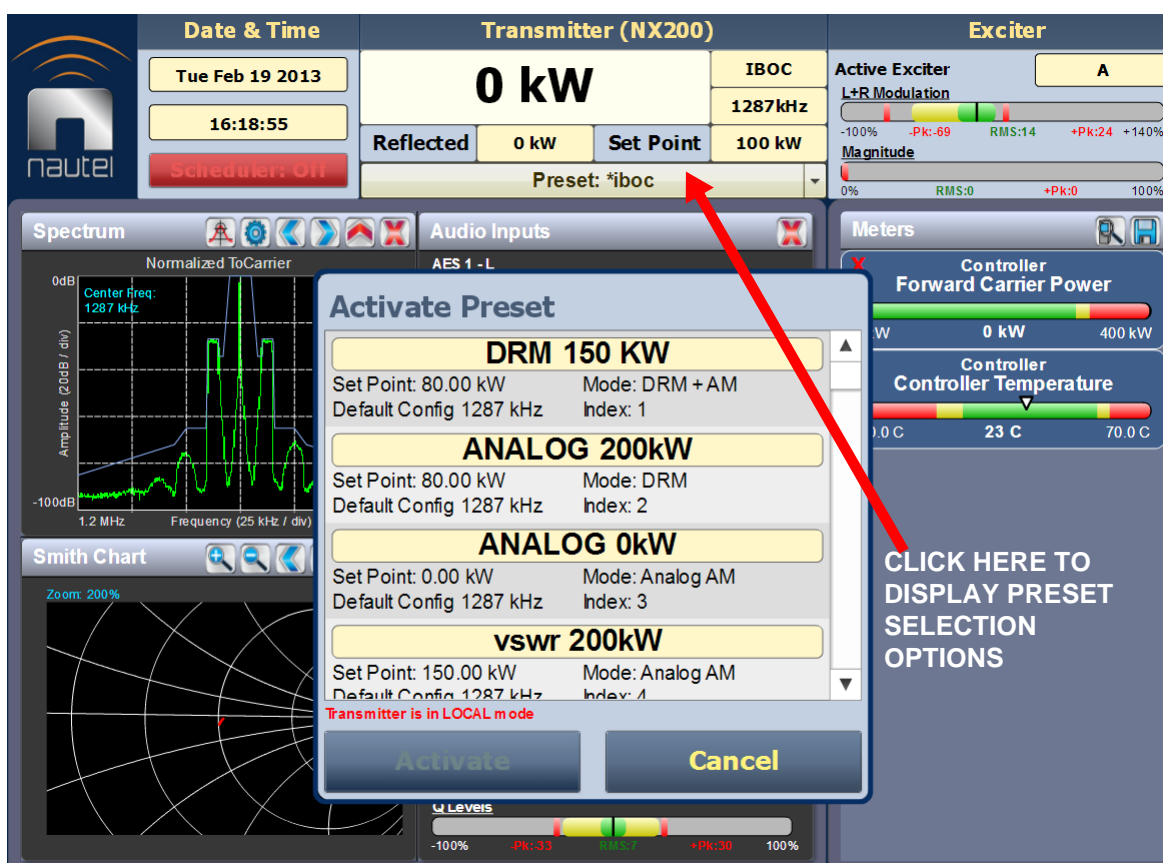 Date & Time
Transmitter (NX200)
Exciter
nautel
Tue Feb 19 2013
16:18:55
Scheduler: Off
0 kW
IBOC
1287kHz
Reflected 0 kW Set Point 100 kW
Preset: *iboc
Active Exciter A
L+R Modulation
-100% -Pk:-69 RMS:14 +Pk:24 +140%
Magnitude
0% RMS:0 +Pk:0 100%
Spectrum
Normalized ToCarrier
0dB
Center Freq:
1287 kHz
Amplitude (20dB / div)
-100dB
1.2 MHz Frequency (25 kHz / div)
Smith Chart
Zoom: 200%
Audio Inputs
AES 1 - L
Activate Preset
DRM 150 KW
Set Point: 80.00 kW Mode: DRM + AM
Default Config 1287 kHz Index: 1
ANALOG 200kW
Set Point: 80.00 kW Mode: DRM
Default Config 1287 kHz Index: 2
ANALOG 0kW
Set Point: 0.00 kW Mode: Analog AM
Default Config 1287 kHz Index: 3
vswr 200kW
Set Point: 150.00 kW Mode: Analog AM
Default Config 1287 kHz Index: 4
Transmitter is in LOCAL mode
Activate
Cancel
Q Levels
-100% -Pk:-33 RMS:7 +Pk:30 100%
Meters
Controller
Forward Carrier Power
0 kW 400 kW
Controller
Controller Temperature
23 C 70.0 C
CLICK HERE TO
DISPLAY PRESET
SELECTION
OPTIONS